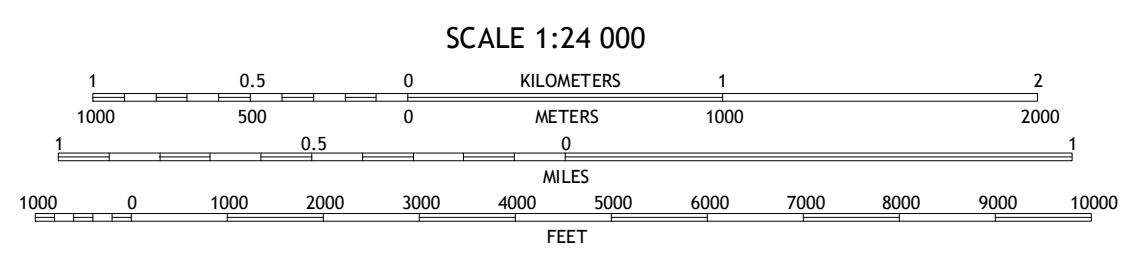 SCALE 1:24 000
1 0.5 0 KILOMETERS 1 2
1000 500 0 METERS 1000 2000
1 0.5 0 1
MILES
1000 0 1000 2000 3000 4000 5000 6000 7000 8000 9000 10000
FEET